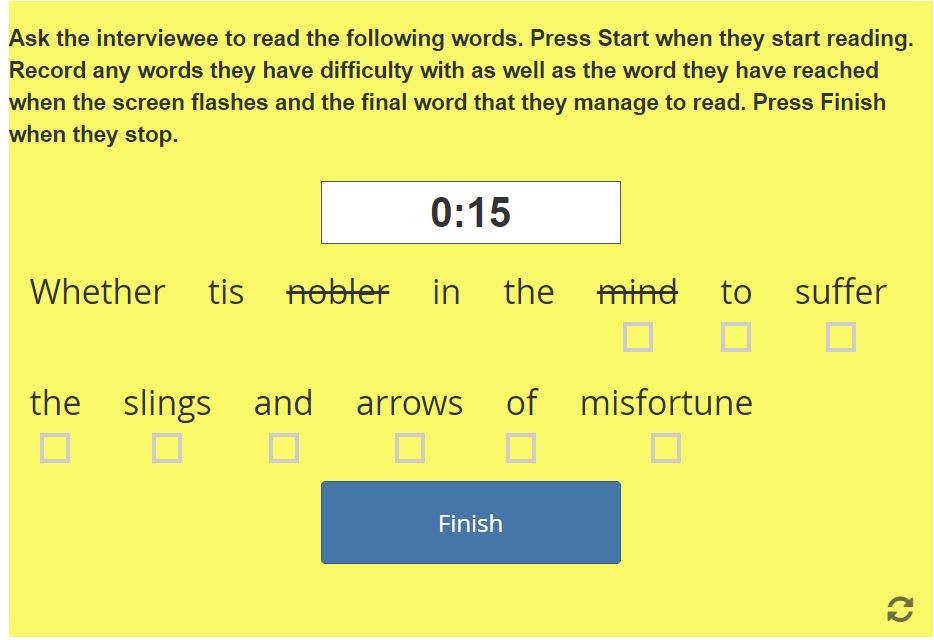 Ask the interviewee to read the following words. Press Start when they start reading.
Record any words they have difficulty with as well as the word they have reached
when the screen flashes and the final word that they manage to read. Press Finish
when they stop.
0:15
Whether tis nobler in the mind to suffer
the slings and arrows of misfortune
Finish